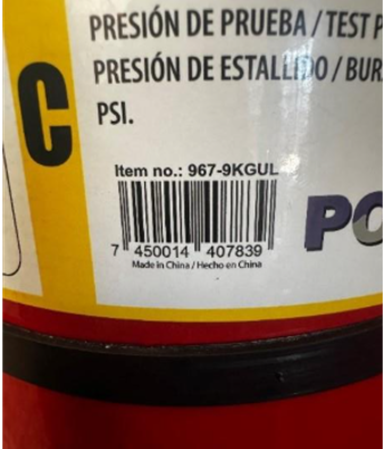 PRESIÓN DE PRUEBA / TEST P
PRESIÓN DE ESTALLIDO / BUR
PSI.
C
Item no.: 967-9KGUL
7 450014 407839
Made in China / Hecho en China
PO